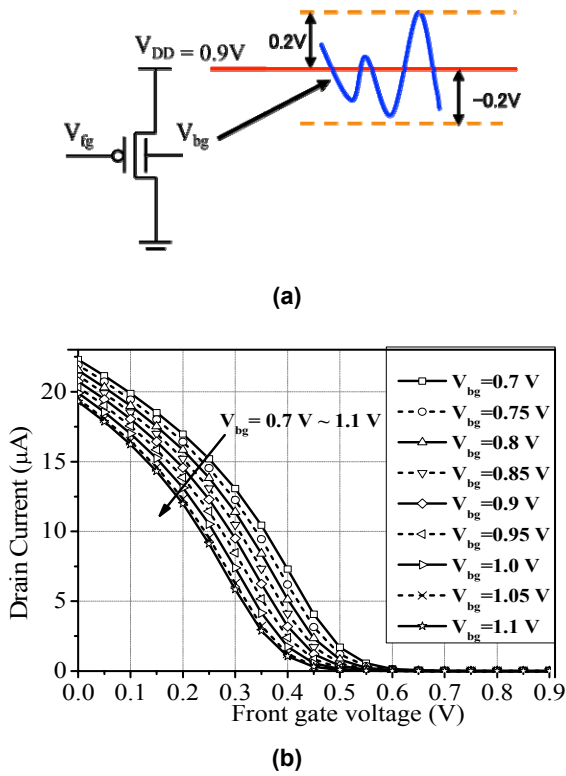 0.2V
V_DD = 0.9V
-0.2V
V_fg
V_bg
(a)
Drain Current (μA)
20
15
10
5
0
V_bg= 0.7 V ~ 1.1 V
V_bg=0.7 V
V_bg=0.75 V
V_bg=0.8 V
V_bg=0.85 V
V_bg=0.9 V
V_bg=0.95 V
V_bg=1.0 V
V_bg=1.05 V
V_bg=1.1 V
0.0 0.1 0.2 0.3 0.4 0.5 0.6 0.7 0.8 0.9
Front gate voltage (V)
(b)